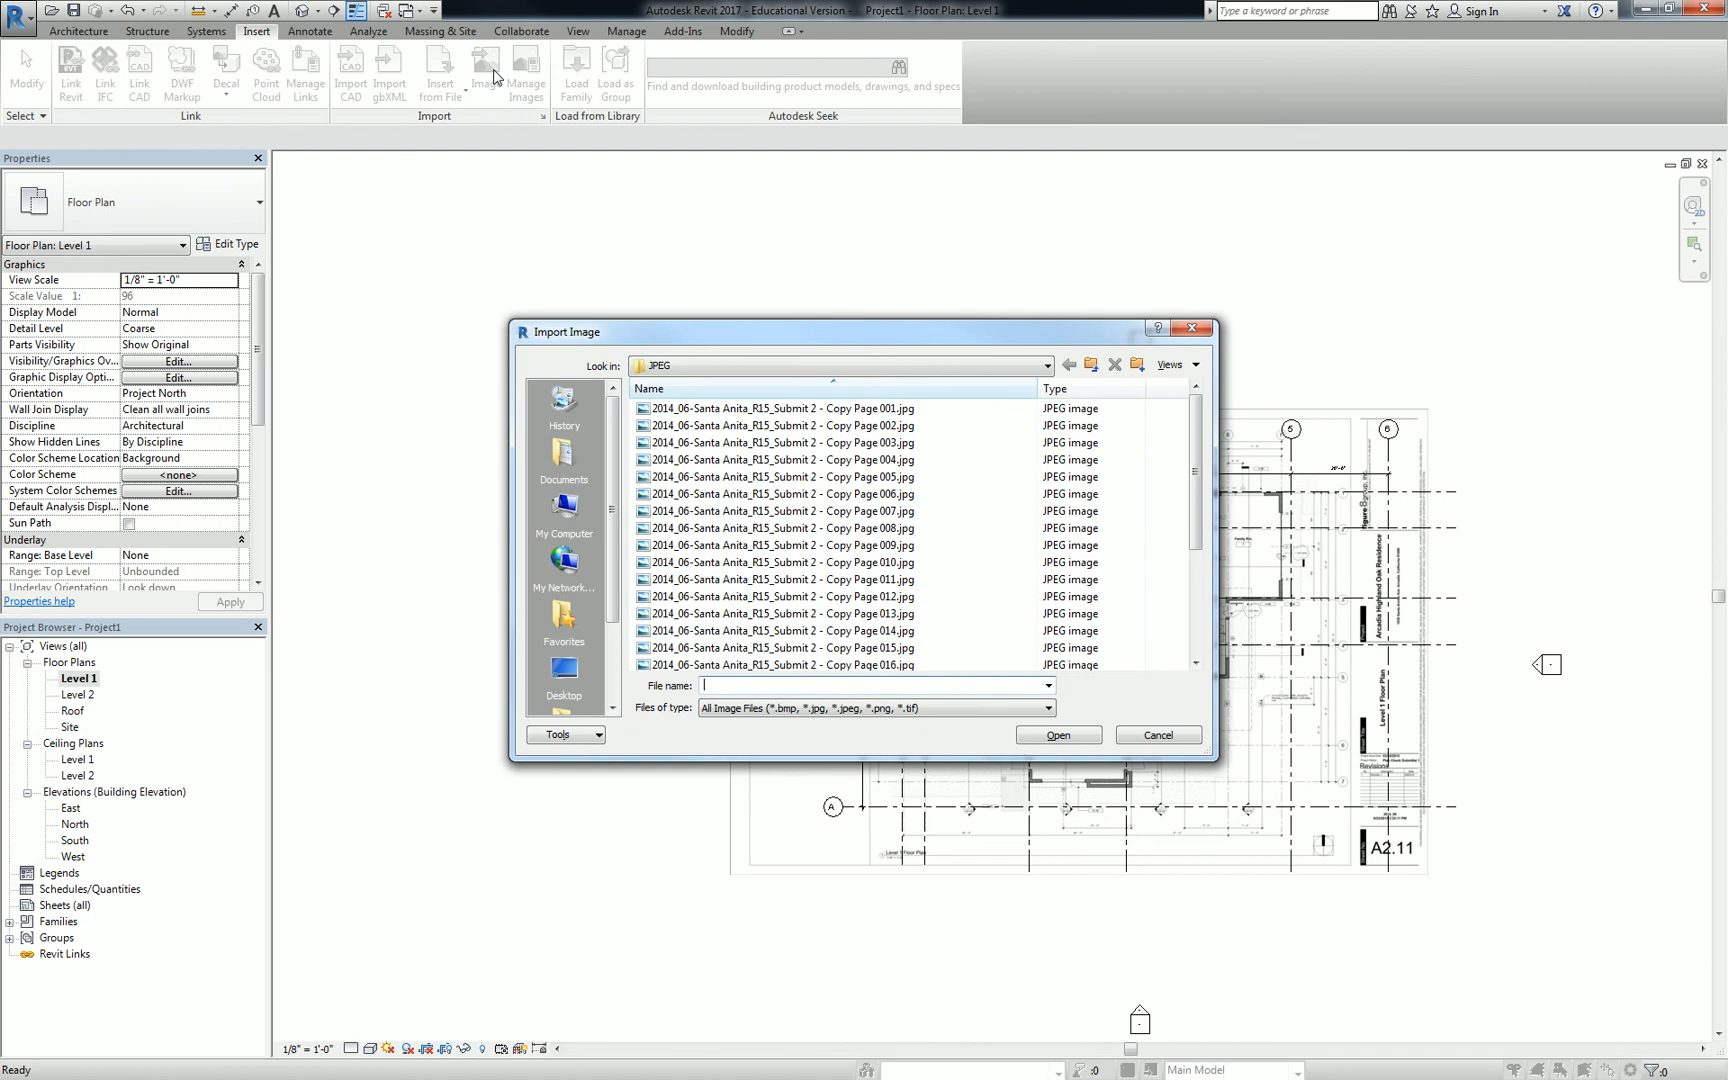 Autodesk Revit 2017 - Educational Version -    Project1 - Floor Plan: Level 1
Type a keyword or phrase
Sign In
Architecture Structure Systems Insert Annotate Analyze Massing & Site Collaborate View Manage Add-Ins Modify
Modify
Link Revit
Link IFC
Link CAD
DWF Markup
Decal
Point Cloud
Manage Links
Import CAD
Import gbXML
Insert from File
Image
Manage Images
Load Family
Load as Group
Find and download building product models, drawings, and specs
Select
Link
Import
Load from Library
Autodesk Seek
Properties
Floor Plan
Floor Plan: Level 1
Edit Type
Graphics
View Scale 1/8" = 1'-0"
Scale Value 1: 96
Display Model Normal
Detail Level Coarse
Parts Visibility Show Original
Visibility/Graphics Ov... Edit...
Graphic Display Opti... Edit...
Orientation Project North
Wall Join Display Clean all wall joins
Discipline Architectural
Show Hidden Lines By Discipline
Color Scheme Location Background
Color Scheme <none>
System Color Schemes Edit...
Default Analysis Displ... None
Sun Path
Underlay
Range: Base Level None
Range: Top Level Unbounded
Underlay Orientation Look down
Properties help
Apply
Project Browser - Project1
Views (all)
Floor Plans
Level 1
Level 2
Roof
Site
Ceiling Plans
Level 1
Level 2
Elevations (Building Elevation)
East
North
South
West
Legends
Schedules/Quantities
Sheets (all)
Families
Groups
Revit Links
Import Image
Look in: JPEG
Views
Name Type
2014_06-Santa Anita_R15_Submit 2 - Copy Page 001.jpg JPEG image
2014_06-Santa Anita_R15_Submit 2 - Copy Page 002.jpg JPEG image
2014_06-Santa Anita_R15_Submit 2 - Copy Page 003.jpg JPEG image
2014_06-Santa Anita_R15_Submit 2 - Copy Page 004.jpg JPEG image
2014_06-Santa Anita_R15_Submit 2 - Copy Page 005.jpg JPEG image
2014_06-Santa Anita_R15_Submit 2 - Copy Page 006.jpg JPEG image
2014_06-Santa Anita_R15_Submit 2 - Copy Page 007.jpg JPEG image
2014_06-Santa Anita_R15_Submit 2 - Copy Page 008.jpg JPEG image
2014_06-Santa Anita_R15_Submit 2 - Copy Page 009.jpg JPEG image
2014_06-Santa Anita_R15_Submit 2 - Copy Page 010.jpg JPEG image
2014_06-Santa Anita_R15_Submit 2 - Copy Page 011.jpg JPEG image
2014_06-Santa Anita_R15_Submit 2 - Copy Page 012.jpg JPEG image
2014_06-Santa Anita_R15_Submit 2 - Copy Page 013.jpg JPEG image
2014_06-Santa Anita_R15_Submit 2 - Copy Page 014.jpg JPEG image
2014_06-Santa Anita_R15_Submit 2 - Copy Page 015.jpg JPEG image
2014_06-Santa Anita_R15_Submit 2 - Copy Page 016.jpg JPEG image
History
Documents
My Computer
My Network...
Favorites
Desktop
File name:
Files of type: All Image Files (*.bmp, *.jpg, *.jpeg, *.png, *.tif)
Tools
Open
Cancel
5
6
A
Family Rm.
Arcadia Highland Oak Residence
Level 1 Floor Plan
Revisions
Level 1 Floor Plan
A2.11
1/8" = 1'-0"
Ready
:0
Main Model
:0